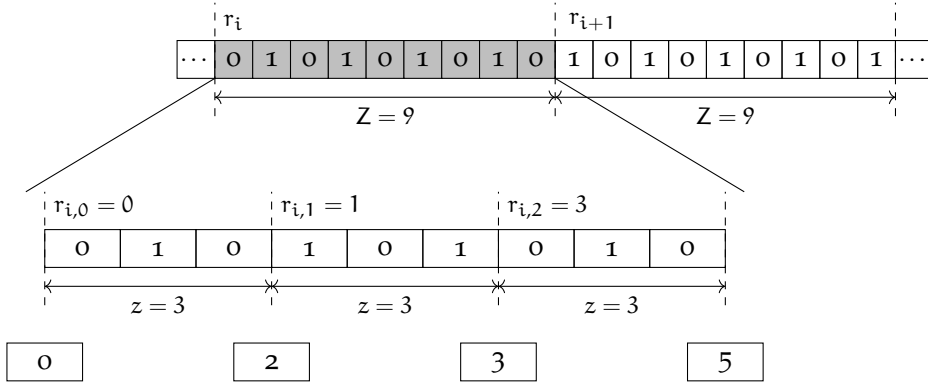 r_i r_{i+1}
... 0 1 0 1 0 1 0 1 0 1 0 1 0 1 0 1 0 1 ...
Z = 9 Z = 9
r_{i,0} = 0 r_{i,1} = 1 r_{i,2} = 3
0 1 0 1 0 1 0 1 0
z = 3 z = 3 z = 3
0 2 3 5